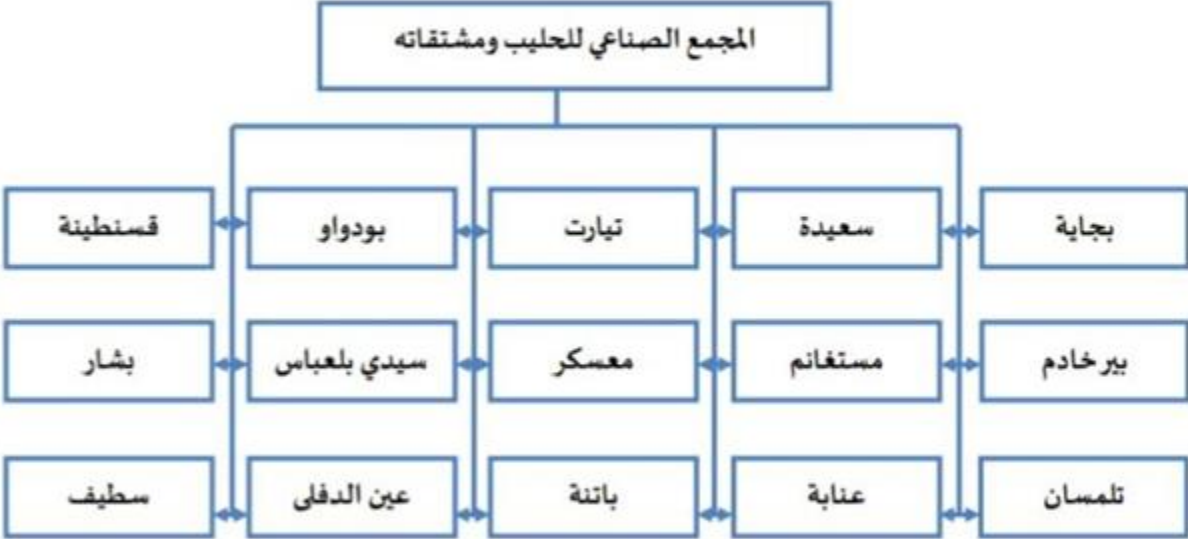 المجمع الصناعي للحليب ومشتقاته
بجاية
سعيدة
تيارت
بودواو
قسنطينة
بيرخادم
مستغانم
معسكر
سيدي بلعباس
بشار
تلمسان
عنابة
باتنة
عين الدفلى
سطيف